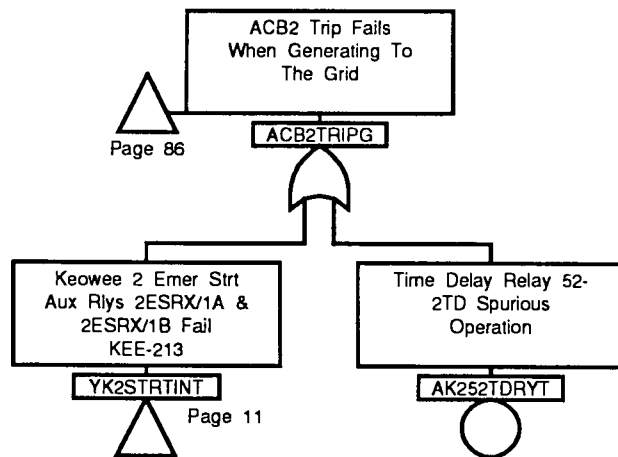 ACB2 Trip Fails
When Generating To
The Grid
ACB2TRIPG
Page 86
Keowee 2 Emer Strt
Aux Rlys 2ESRX/1A &
2ESRX/1B Fail
KEE-213
YK2STRTINT
Page 11
Time Delay Relay 52-
2TD Spurious
Operation
AK252TDRYT